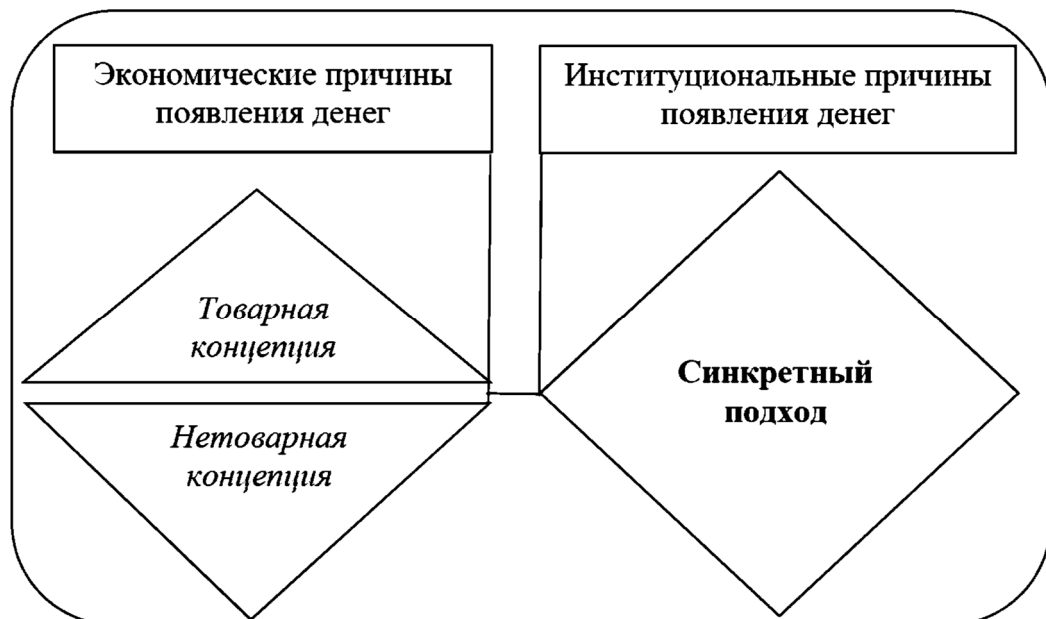 Экономические причины
появления денег
Институциональные причины
появления денег
Товарная
концепция
Нетоварная
концепция
Синкретный
подход